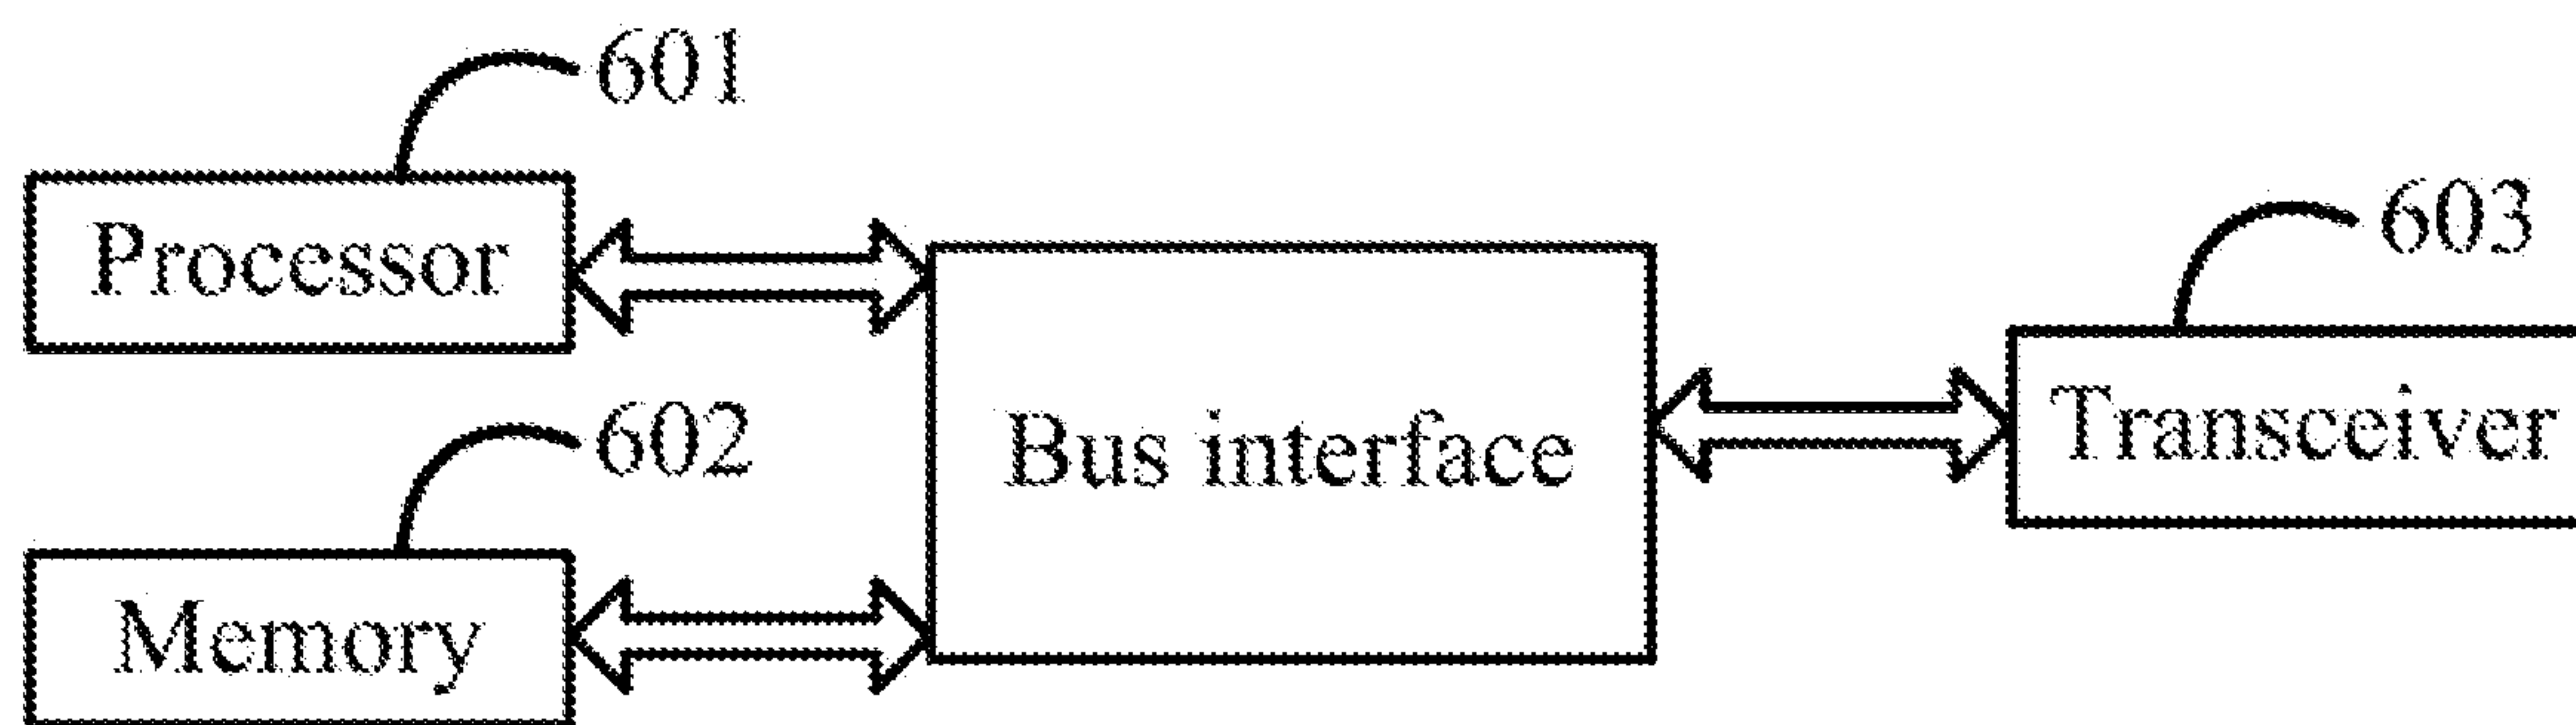 601
Processor
603
Bus interface
Transceiver
602
Memory